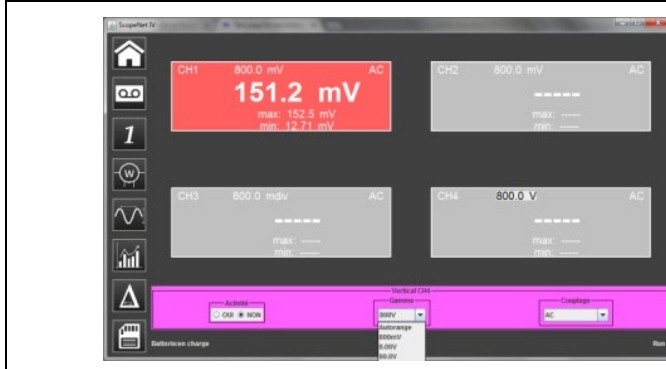 ScopeNet IV
CH1 800.0 mV AC
151.2 mV
max: 152.5 mV
min: 12.71 mV
CH2 800.0 mV AC
-----
max: -----
min: -----
CH3 800.0 mdiv AC
-----
max: -----
min: -----
CH4 800.0 V AC
-----
max: -----
min: -----
1
W
Vertical CH4
Activité
OUI NON
Gamme
800V
Autorange
800mV
8.00V
80.0V
Couplage
AC
Batterie en charge
Run